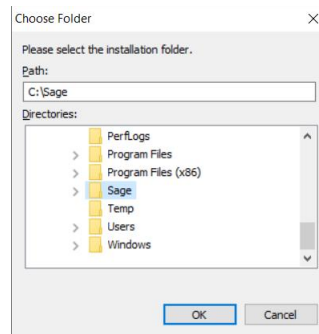 Choose Folder
Please select the installation folder.
Path:
C:\Sage
Directories:
PerfLogs
Program Files
Program Files (x86)
Sage
Temp
Users
Windows
OK Cancel